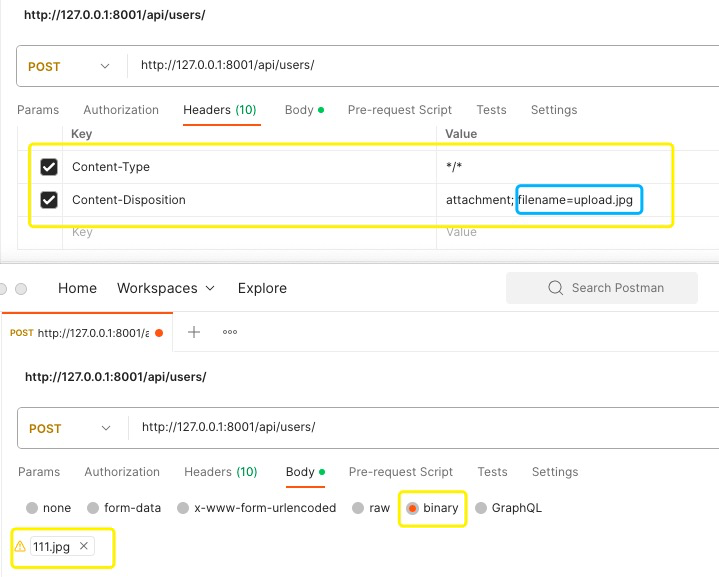 http://127.0.0.1:8001/api/users/
POST http://127.0.0.1:8001/api/users/
Params Authorization Headers (10) Body Pre-request Script Tests Settings
Key Value
Content-Type */*
Content-Disposition attachment; filename=upload.jpg
Key Value
Home Workspaces Explore Search Postman
POST http://127.0.0.1:8001/a
http://127.0.0.1:8001/api/users/
POST http://127.0.0.1:8001/api/users/
Params Authorization Headers (10) Body Pre-request Script Tests Settings
none form-data x-www-form-urlencoded raw binary GraphQL
111.jpg